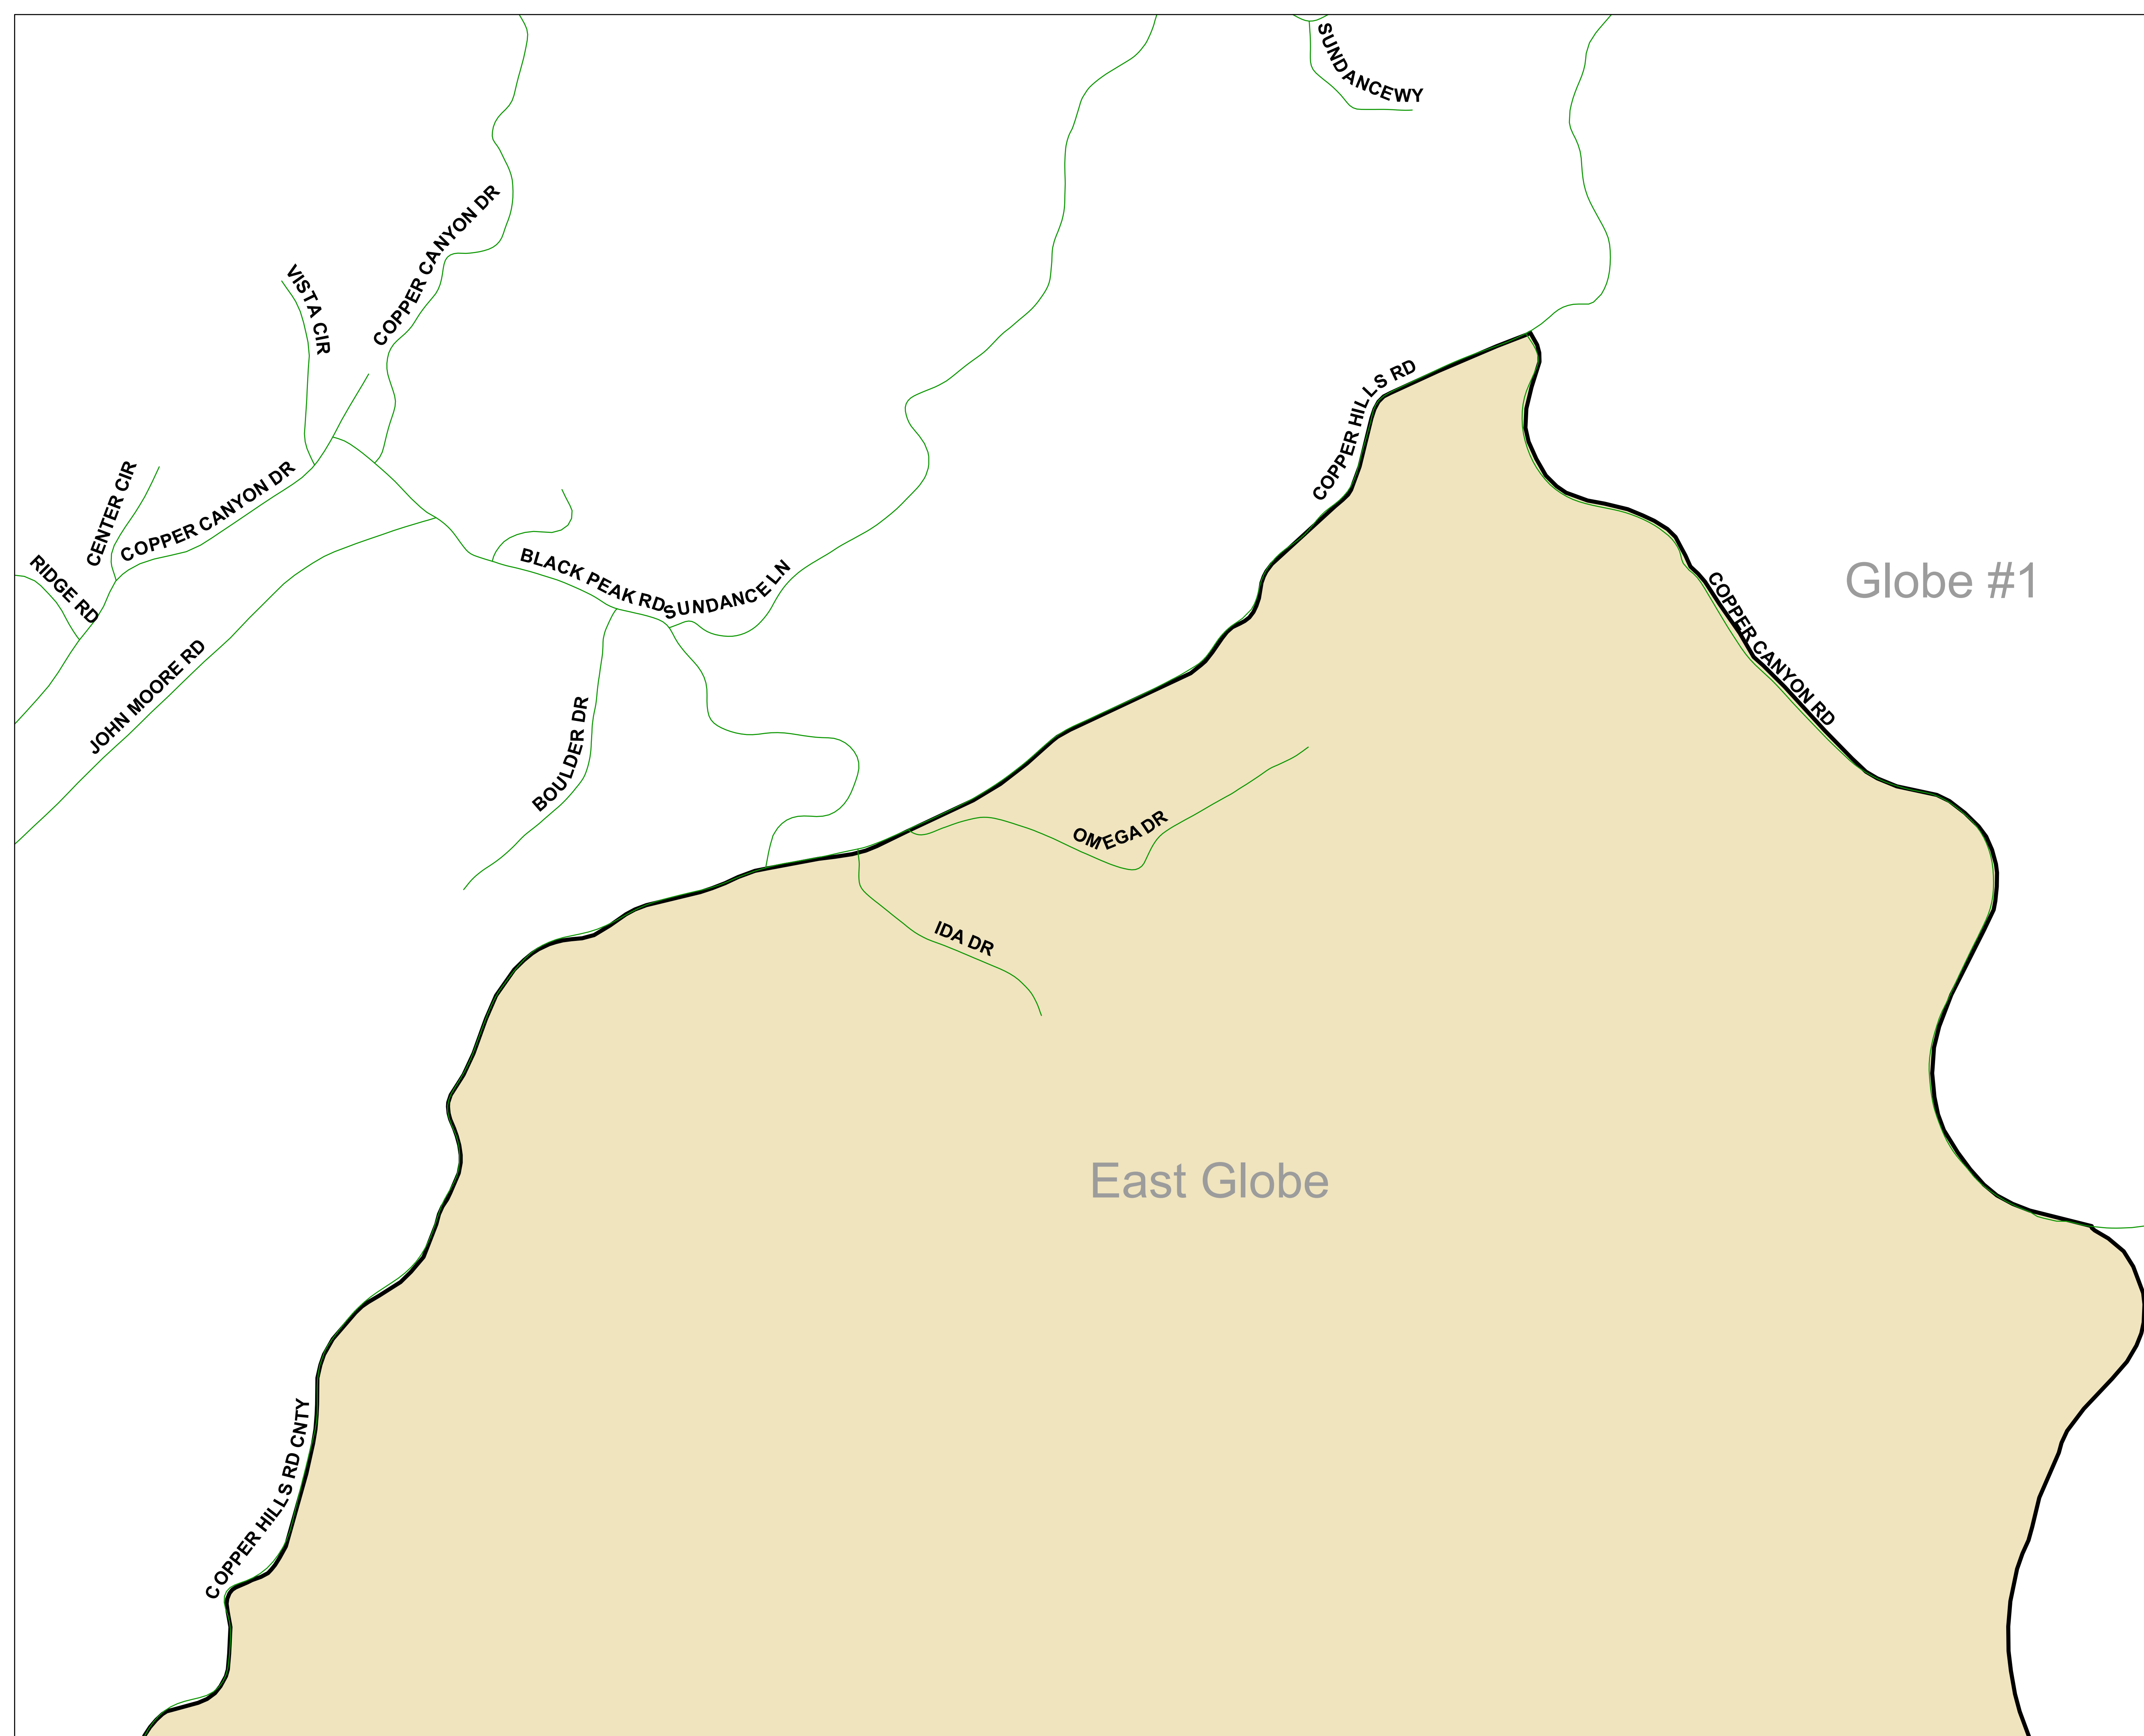 SUNDANCEWY
COPPER CANYON DR
VISTA CIR
COPPER HILLS RD
CENTER CIR
COPPER CANYON DR
RIDGE RD
BLACK PEAK RD
SUNDANCE LN
Globe #1
COPPER CANYON RD
JOHN MOORE RD
BOULDER DR
OMEGA DR
IDA DR
East Globe
COPPER HILLS RD CNTY